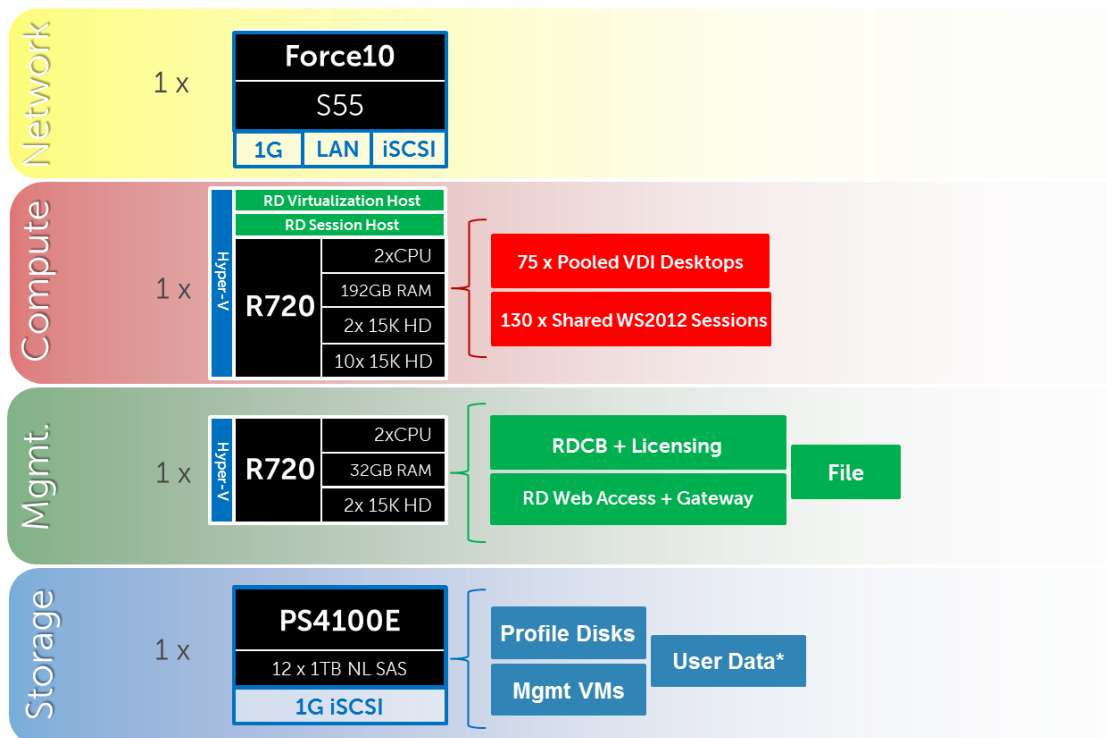 Network
1 x
Force10
S55
1G
LAN
iSCSI
Compute
1 x
Hyper-V
RD Virtualization Host
RD Session Host
R720
2xCPU
192GB RAM
2x 15K HD
10x 15K HD
75 x Pooled VDI Desktops
130 x Shared WS2012 Sessions
Mgmt.
1 x
Hyper-V
R720
2xCPU
32GB RAM
2x 15K HD
RDCB + Licensing
RD Web Access + Gateway
File
Storage
1 x
PS4100E
12 x 1TB NL SAS
1G iSCSI
Profile Disks
Mgmt VMs
User Data*